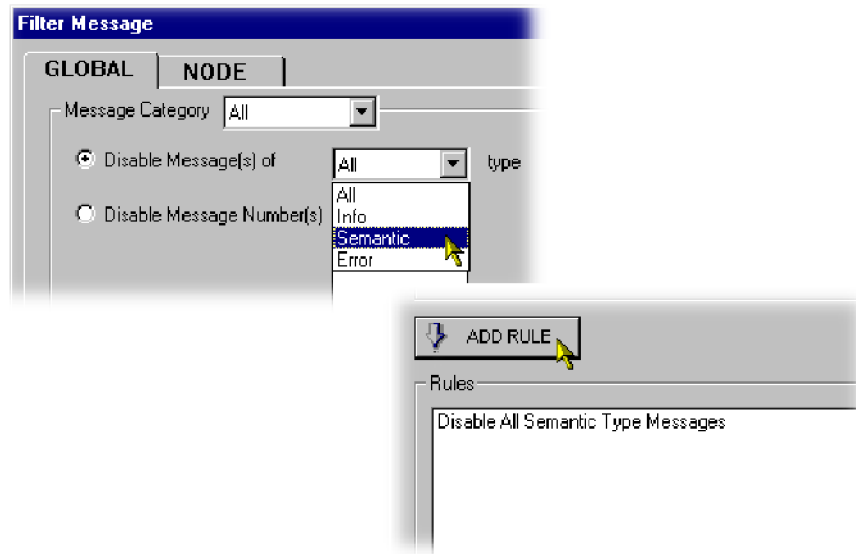 Filter Message
GLOBAL NODE
Message Category All
Disable Message(s) of All type
All
Disable Message Number(s) Info
Semantic
Error
ADD RULE
Rules
Disable All Semantic Type Messages